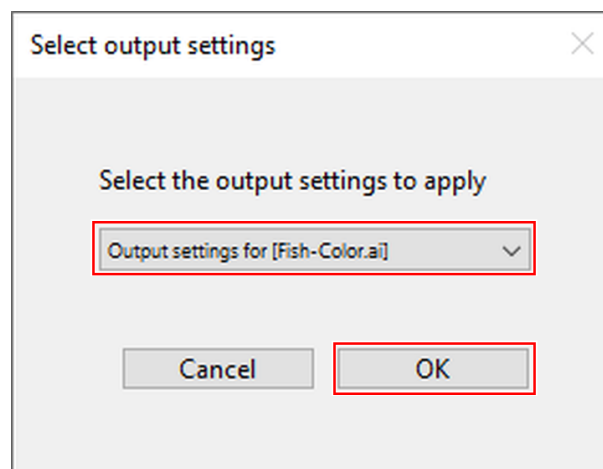 Select output settings
Select the output settings to apply
Output settings for [Fish-Color.ai]
Cancel
OK